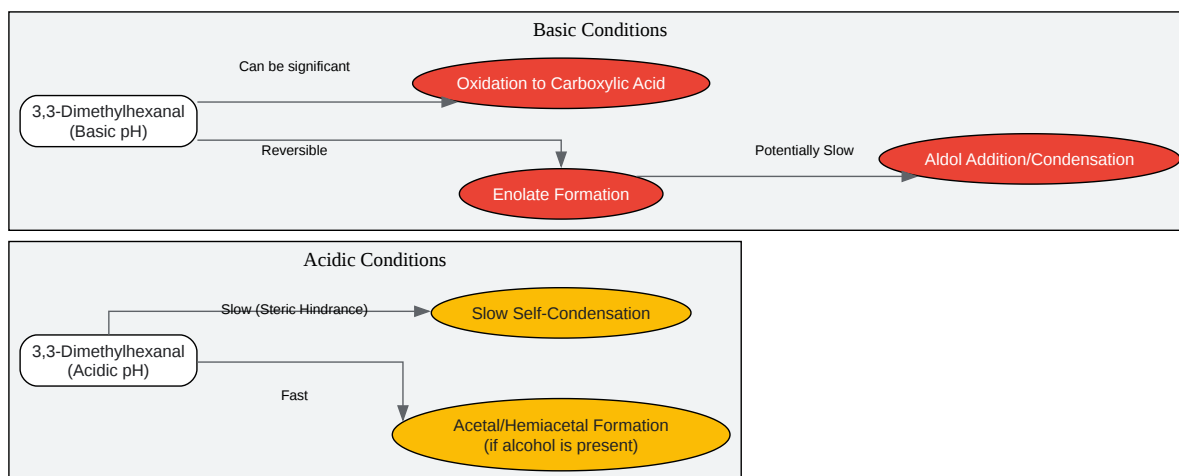 Basic Conditions
Can be significant
Oxidation to Carboxylic Acid
3,3-Dimethylhexanal
(Basic pH)
Reversible
Potentially Slow
Aldol Addition/Condensation
Enolate Formation
Acidic Conditions
Slow (Steric Hindrance)
Slow Self-Condensation
3,3-Dimethylhexanal
(Acidic pH)
Fast
Acetal/Hemiacetal Formation
(if alcohol is present)